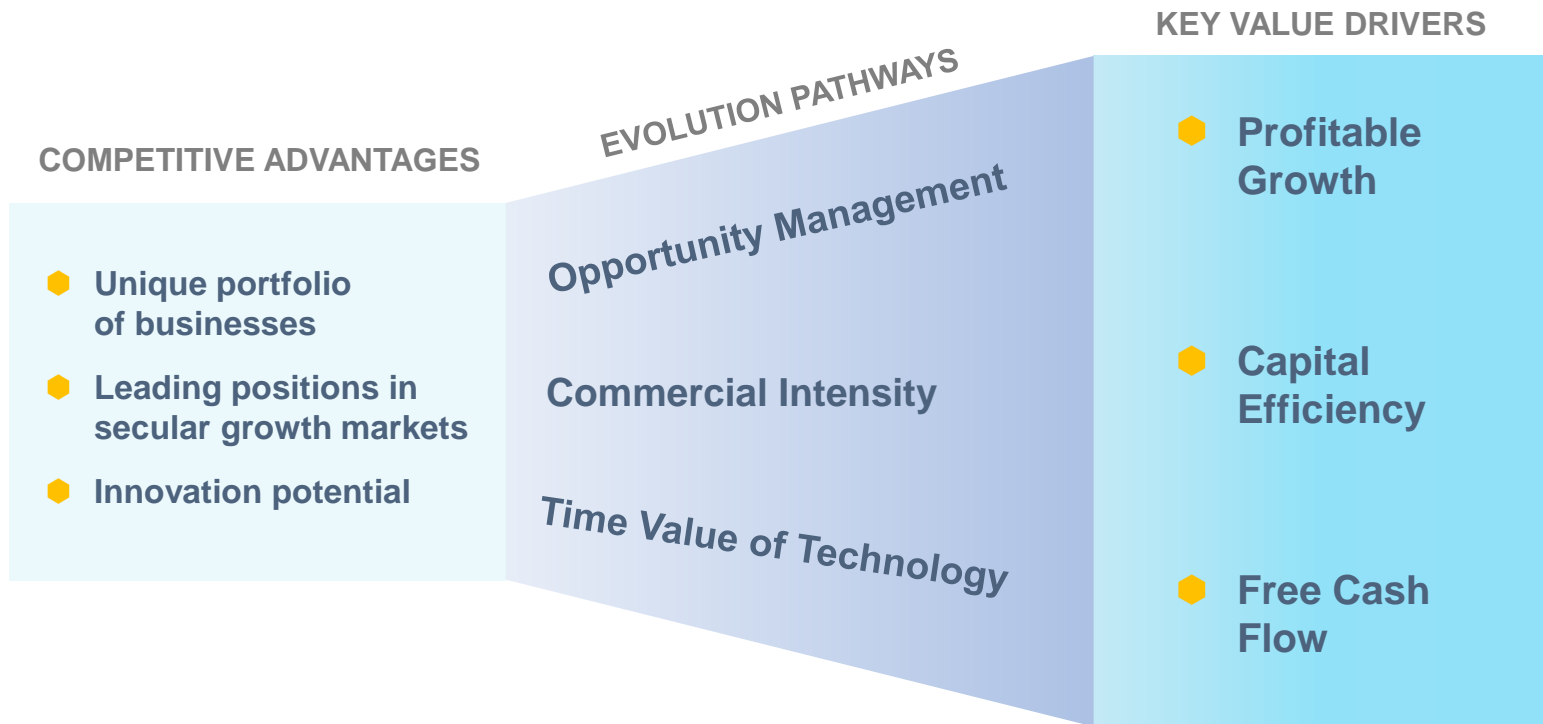 COMPETITIVE ADVANTAGES
Unique portfolio
of businesses
Leading positions in
secular growth markets
Innovation potential
EVOLUTION PATHWAYS
Opportunity Management
Commercial Intensity
Time Value of Technology
KEY VALUE DRIVERS
Profitable
Growth
Capital
Efficiency
Free Cash
Flow